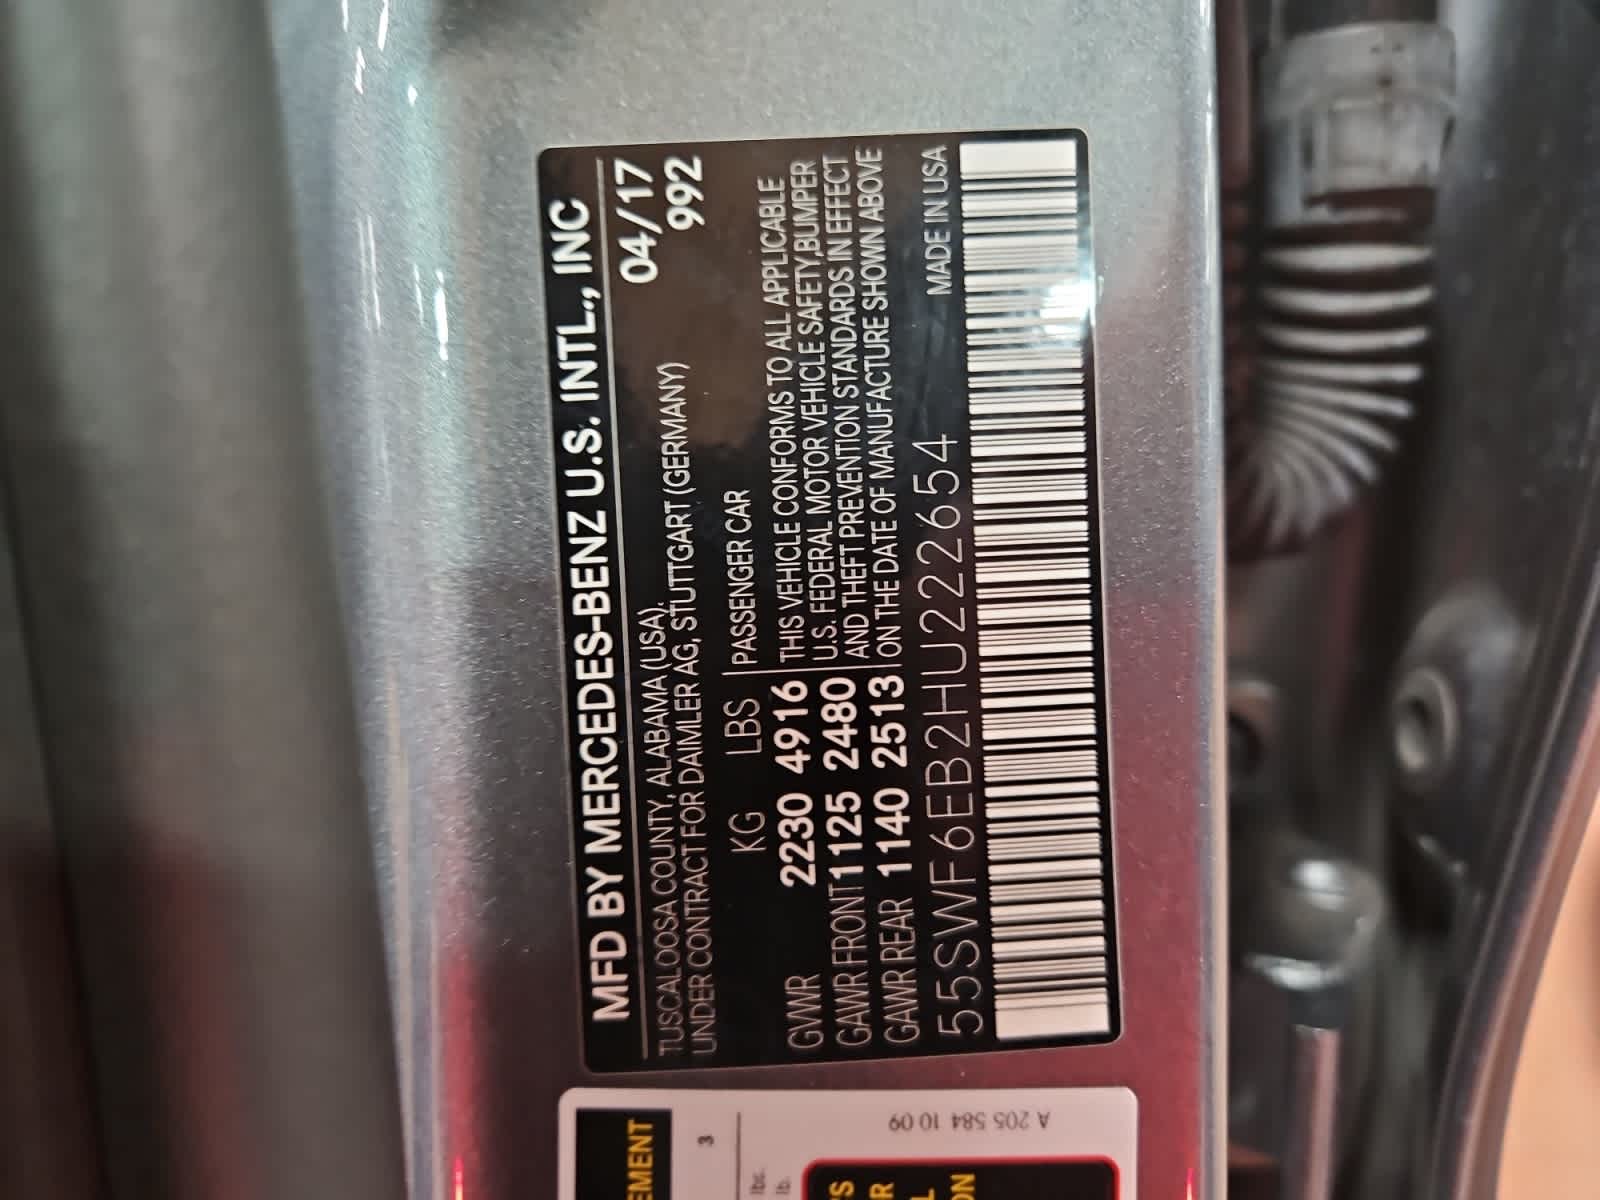 MFD BY MERCEDES-BENZ U.S. INTL., INC
04/17
TUSCALOOSA COUNTY, ALABAMA (USA),
992
UNDER CONTRACT FOR DAIMLER AG, STUTTGART (GERMANY)
KG LBS PASSENGER CAR
GVWR 2230 4916 THIS VEHICLE CONFORMS TO ALL APPLICABLE
GAWR FRONT 1125 2480 U.S. FEDERAL MOTOR VEHICLE SAFETY,BUMPER
AND THEFT PREVENTION STANDARDS IN EFFECT
GAWR REAR 1140 2513 ON THE DATE OF MANUFACTURE SHOWN ABOVE
55SWF6EB2HU222654 MADE IN USA
EMENT
3
lbs.
lb.
A 205 584 10 09